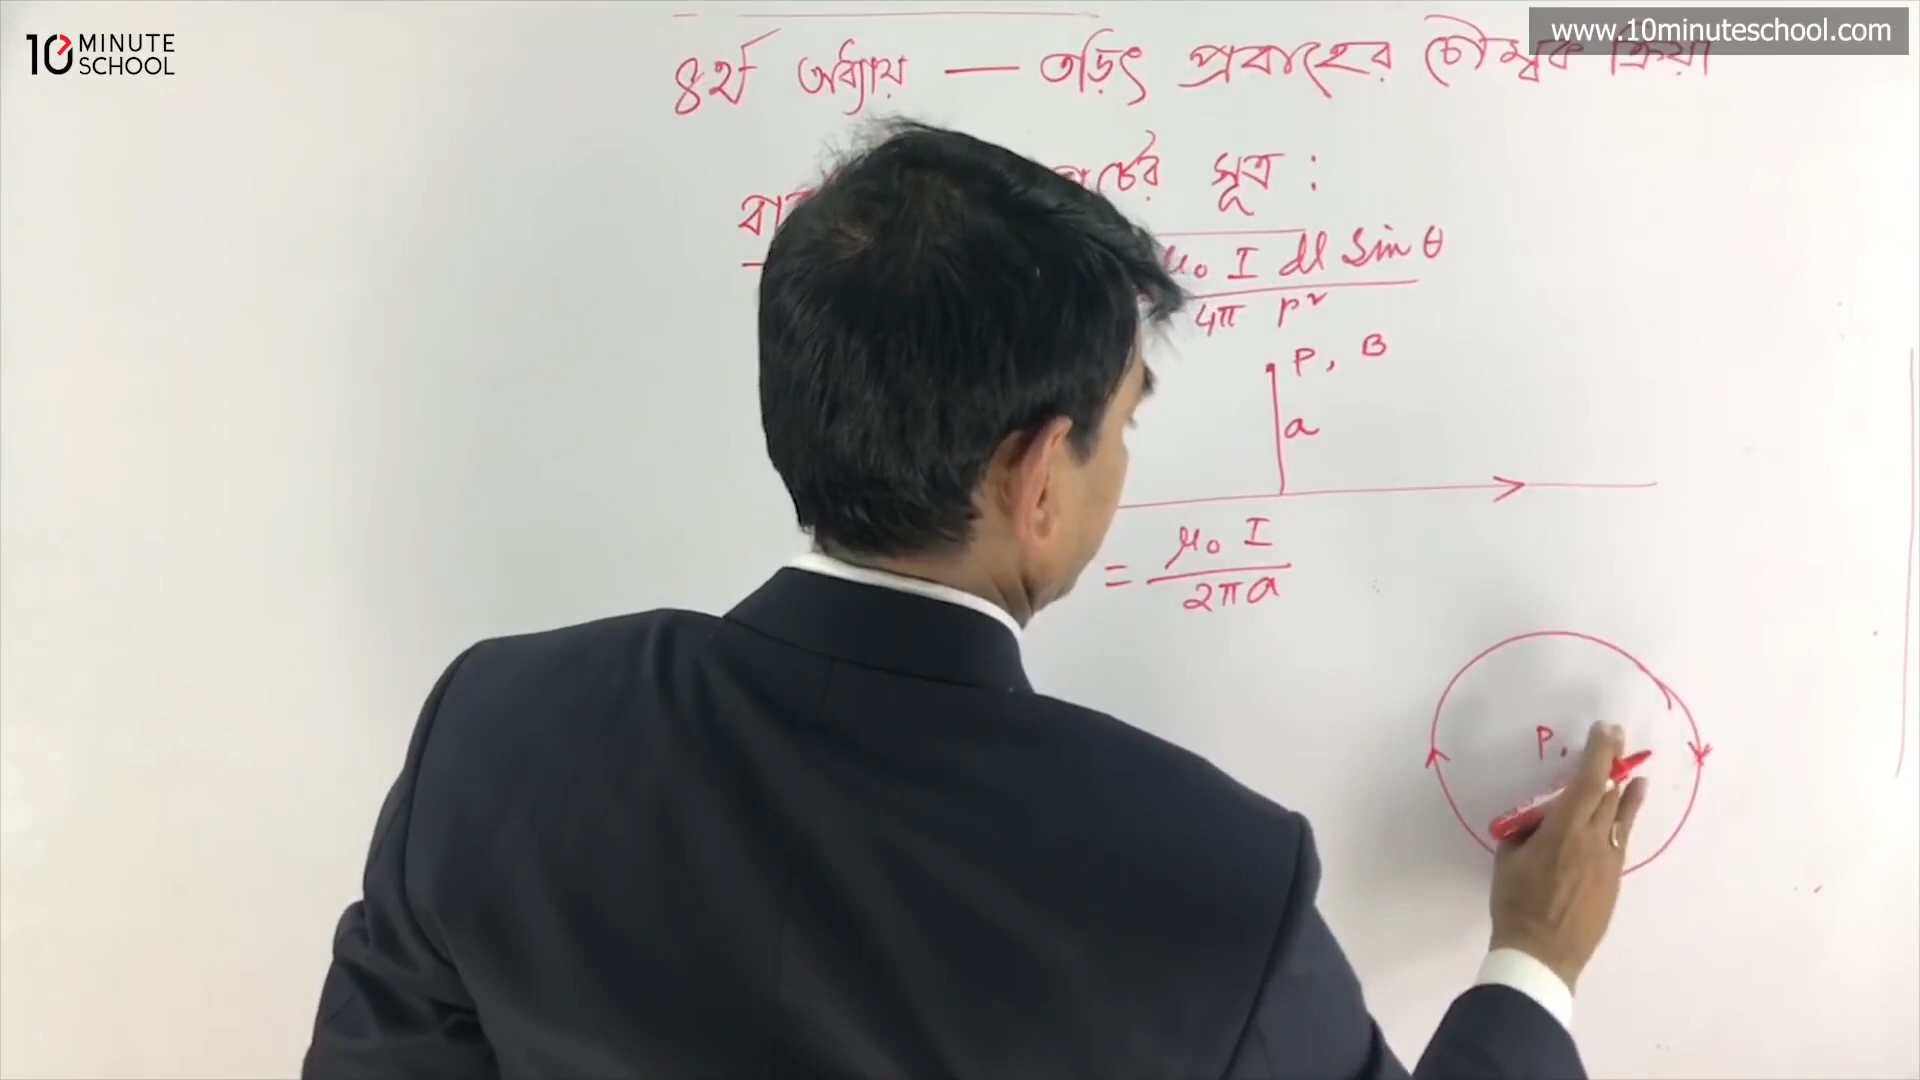 10 MINUTE SCHOOL
www.10minuteschool.com
৪র্থ অধ্যায় — তড়িৎ প্রবাহের চৌম্বক ক্রিয়া
সূত্র :
μ₀ I dl Sin θ
4π r²
P, B
a
= μ₀ I
2πa
P.